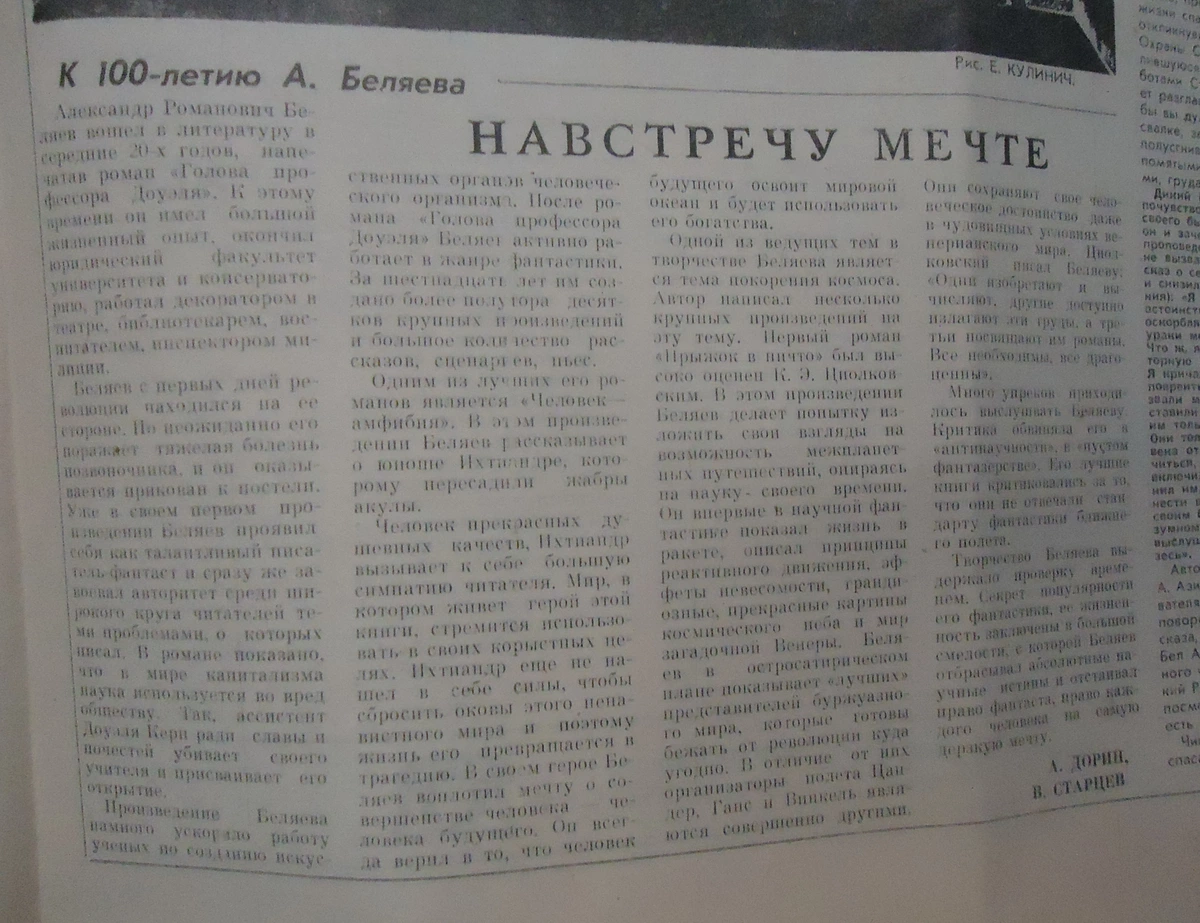 Рис. Е. КУЛИНИЧ.
К 100-летию А. Беляева
НАВСТРЕЧУ МЕЧТЕ
Александр Романович Бе-
ляев вошел в литературу в
середине 20-х годов, напе-
чатав роман «Голова про-
фессора Доуэля». К этому
времени он имел большой
жизненный опыт, окончил
юридический факультет
университета и консервато-
рию, работал декоратором в
театре, библиотекарем, вос-
питателем, инспектором ми-
лиции.
Беляев с первых дней ре-
волюции находился на ее
стороне. Но неожиданно его
поражает тяжелая болезнь
позвоночника, и он оказы-
вается прикован к постели.
Уже в своем первом про-
изведении Беляев проявил
себя как талантливый писа-
тель-фантаст и сразу же за-
воевал авторитет среди ши-
рокого круга читателей те-
ми проблемами, о которых
писал. В романе показано,
что в мире капитализма
наука используется во вред
обществу. Так, ассистент
Доуэля Керн ради славы и
почестей убивает своего
учителя и присваивает его
открытие.
Произведение Беляева
намного ускоряло работу
ученых по созданию искус-
ственных органэв человече-
ского организма. После ро-
мана «Голова профессора
Доуэля» Беляев активно ра-
ботает в жанре фантастики.
За шестнадцать лет им соз-
дано более полутора десят-
ков крупных произведений
и большое количество рас-
сказов, сценариев, пьес.
Одним из лучших его ро-
манов является «Человек—
амфибия». В этом произве-
дении Беляев рассказывает
о юноше Ихтиандре, кото-
рому пересадили жабры
акулы.
Человек прекрасных ду-
шевных качеств, Ихтиандр
вызывает к себе большую
симпатию читателя. Мир, в
котором живет герой этой
книги, стремится использо-
вать в своих корыстных це-
лях. Ихтиандр еще не на-
шел в себе силы, чтобы
сбросить оковы этого нена-
вистного мира и поэтому
жизнь его превращается в
трагедию. В своем герое Бе-
ляев воплотил мечту о со-
вершенстве человека — че-
ловека будущего. Он всег-
да верил в то, что человек
будущего освоит мировой
океан и будет использовать
его богатства.
Одной из ведущих тем в
творчестве Беляева являет-
ся тема покорения космоса.
Автор написал несколько
крупных произведений на
эту тему. Первый роман
«Прыжок в ничто» был вы-
соко оценен К. Э. Циолков-
ским. В этом произведении
Беляев делает попытку из-
ложить свои взгляды на
возможность межпланет-
ных путешествий, опираясь
на науку своего времени.
Он впервые в научной фан-
тастике показал жизнь в
ракете, описал принципы
реактивного движения, эф-
феты невесомости, гранди-
озные, прекрасные картины
космического неба и мир
загадочной Венеры. Беля-
ев в остросатирическом
плане показывает «лучших»
представителей буржуазно-
го мира, которые готовы
бежать от революции куда
угодно. В отличие от них
организаторы полета Цан-
дер, Ганс и Винкель явля-
ются совершенно другими.
Они сохраняют свое чело-
веческое достоинство даже
в чудовищных условиях ве-
нерианского мира. Циол-
ковский писал Беляеву:
«Одни изобретают и вы-
числяют, другие доступно
излагают эти труды, а тре-
тьи посвящают им романы.
Все необходимы, все драго-
ценны».
Много упреков приходи-
лось выслушивать Беляеву.
Критика обвиняла его в
«антинаучности», в «пустом
фантазерстве». Его лучшие
книги критиковались за то,
что они не отвечали стан-
дарту фантастики ближне-
го полета.
Творчество Беляева вы-
держало проверку време-
нем. Секрет популярности
его фантастики, ее жизнен-
ность заключены в большой
смелости, с которой Беляев
отбрасывал абсолютные на-
учные истины и отстаивал
право фантаста, право каж-
дого человека на самую
дерзкую мечту.
А. ДОРИН,
В. СТАРЦЕВ